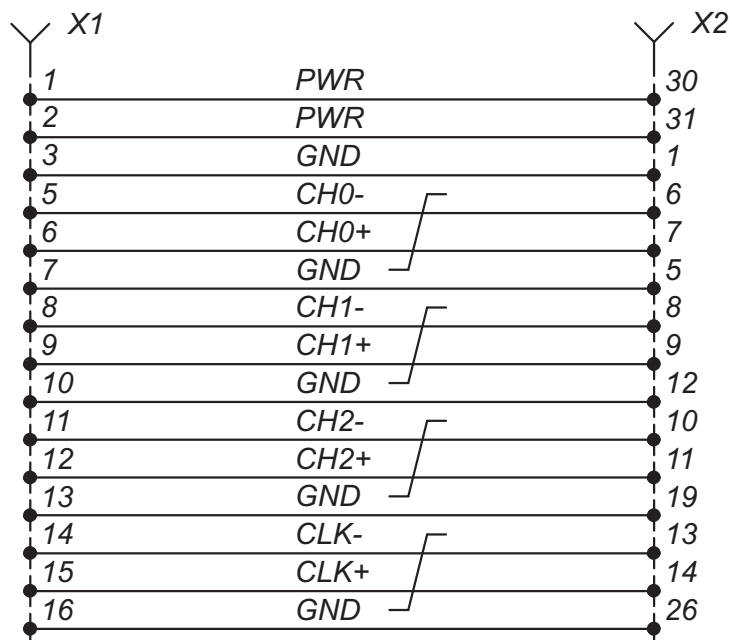 X1 X2
1 PWR 30
2 PWR 31
3 GND 1
5 CH0- 6
6 CH0+ 7
7 GND 5
8 CH1- 8
9 CH1+ 9
10 GND 12
11 CH2- 10
12 CH2+ 11
13 GND 19
14 CLK- 13
15 CLK+ 14
16 GND 26